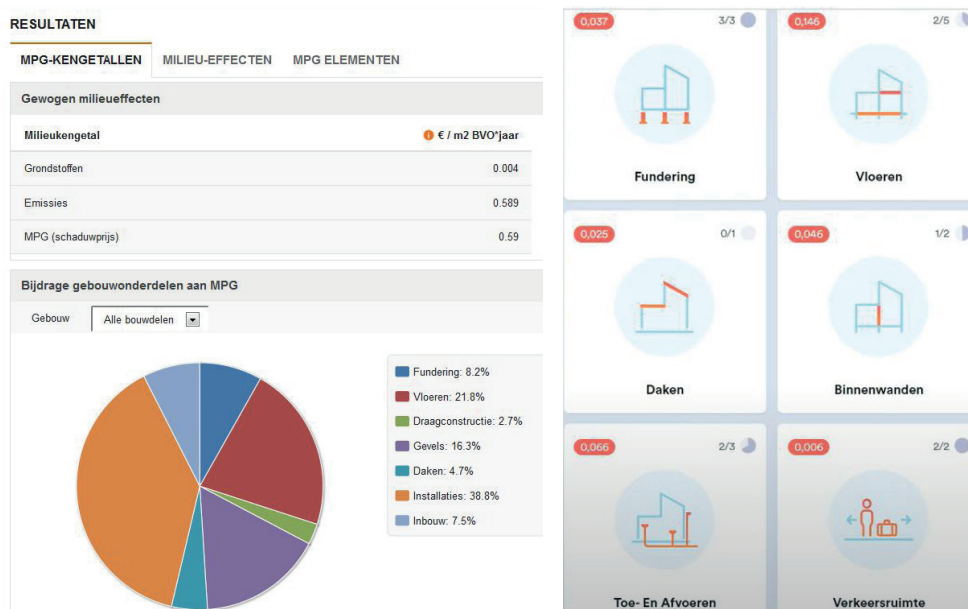 RESULTATEN
MPG-KENGETALLEN MILIEU-EFFECTEN MPG ELEMENTEN
Gewogen milieueffecten
Milieukengetal € / m2 BVO*jaar
Grondstoffen 0.004
Emissies 0.589
MPG (schaduwprijs) 0.59
Bijdrage gebouwonderdelen aan MPG
Gebouw Alle bouwdelen
Fundering: 8.2%
Vloeren: 21.8%
Draagconstructie: 2.7%
Gevels: 16.3%
Daken: 4.7%
Installaties: 38.8%
Inbouw: 7.5%
0,037 3/3
Fundering
0,146 2/5
Vloeren
0,025 0/1
Daken
0,046 1/2
Binnenwanden
0,066 2/3
Toe- En Afvoeren
0,006 2/2
Verkeersruimte